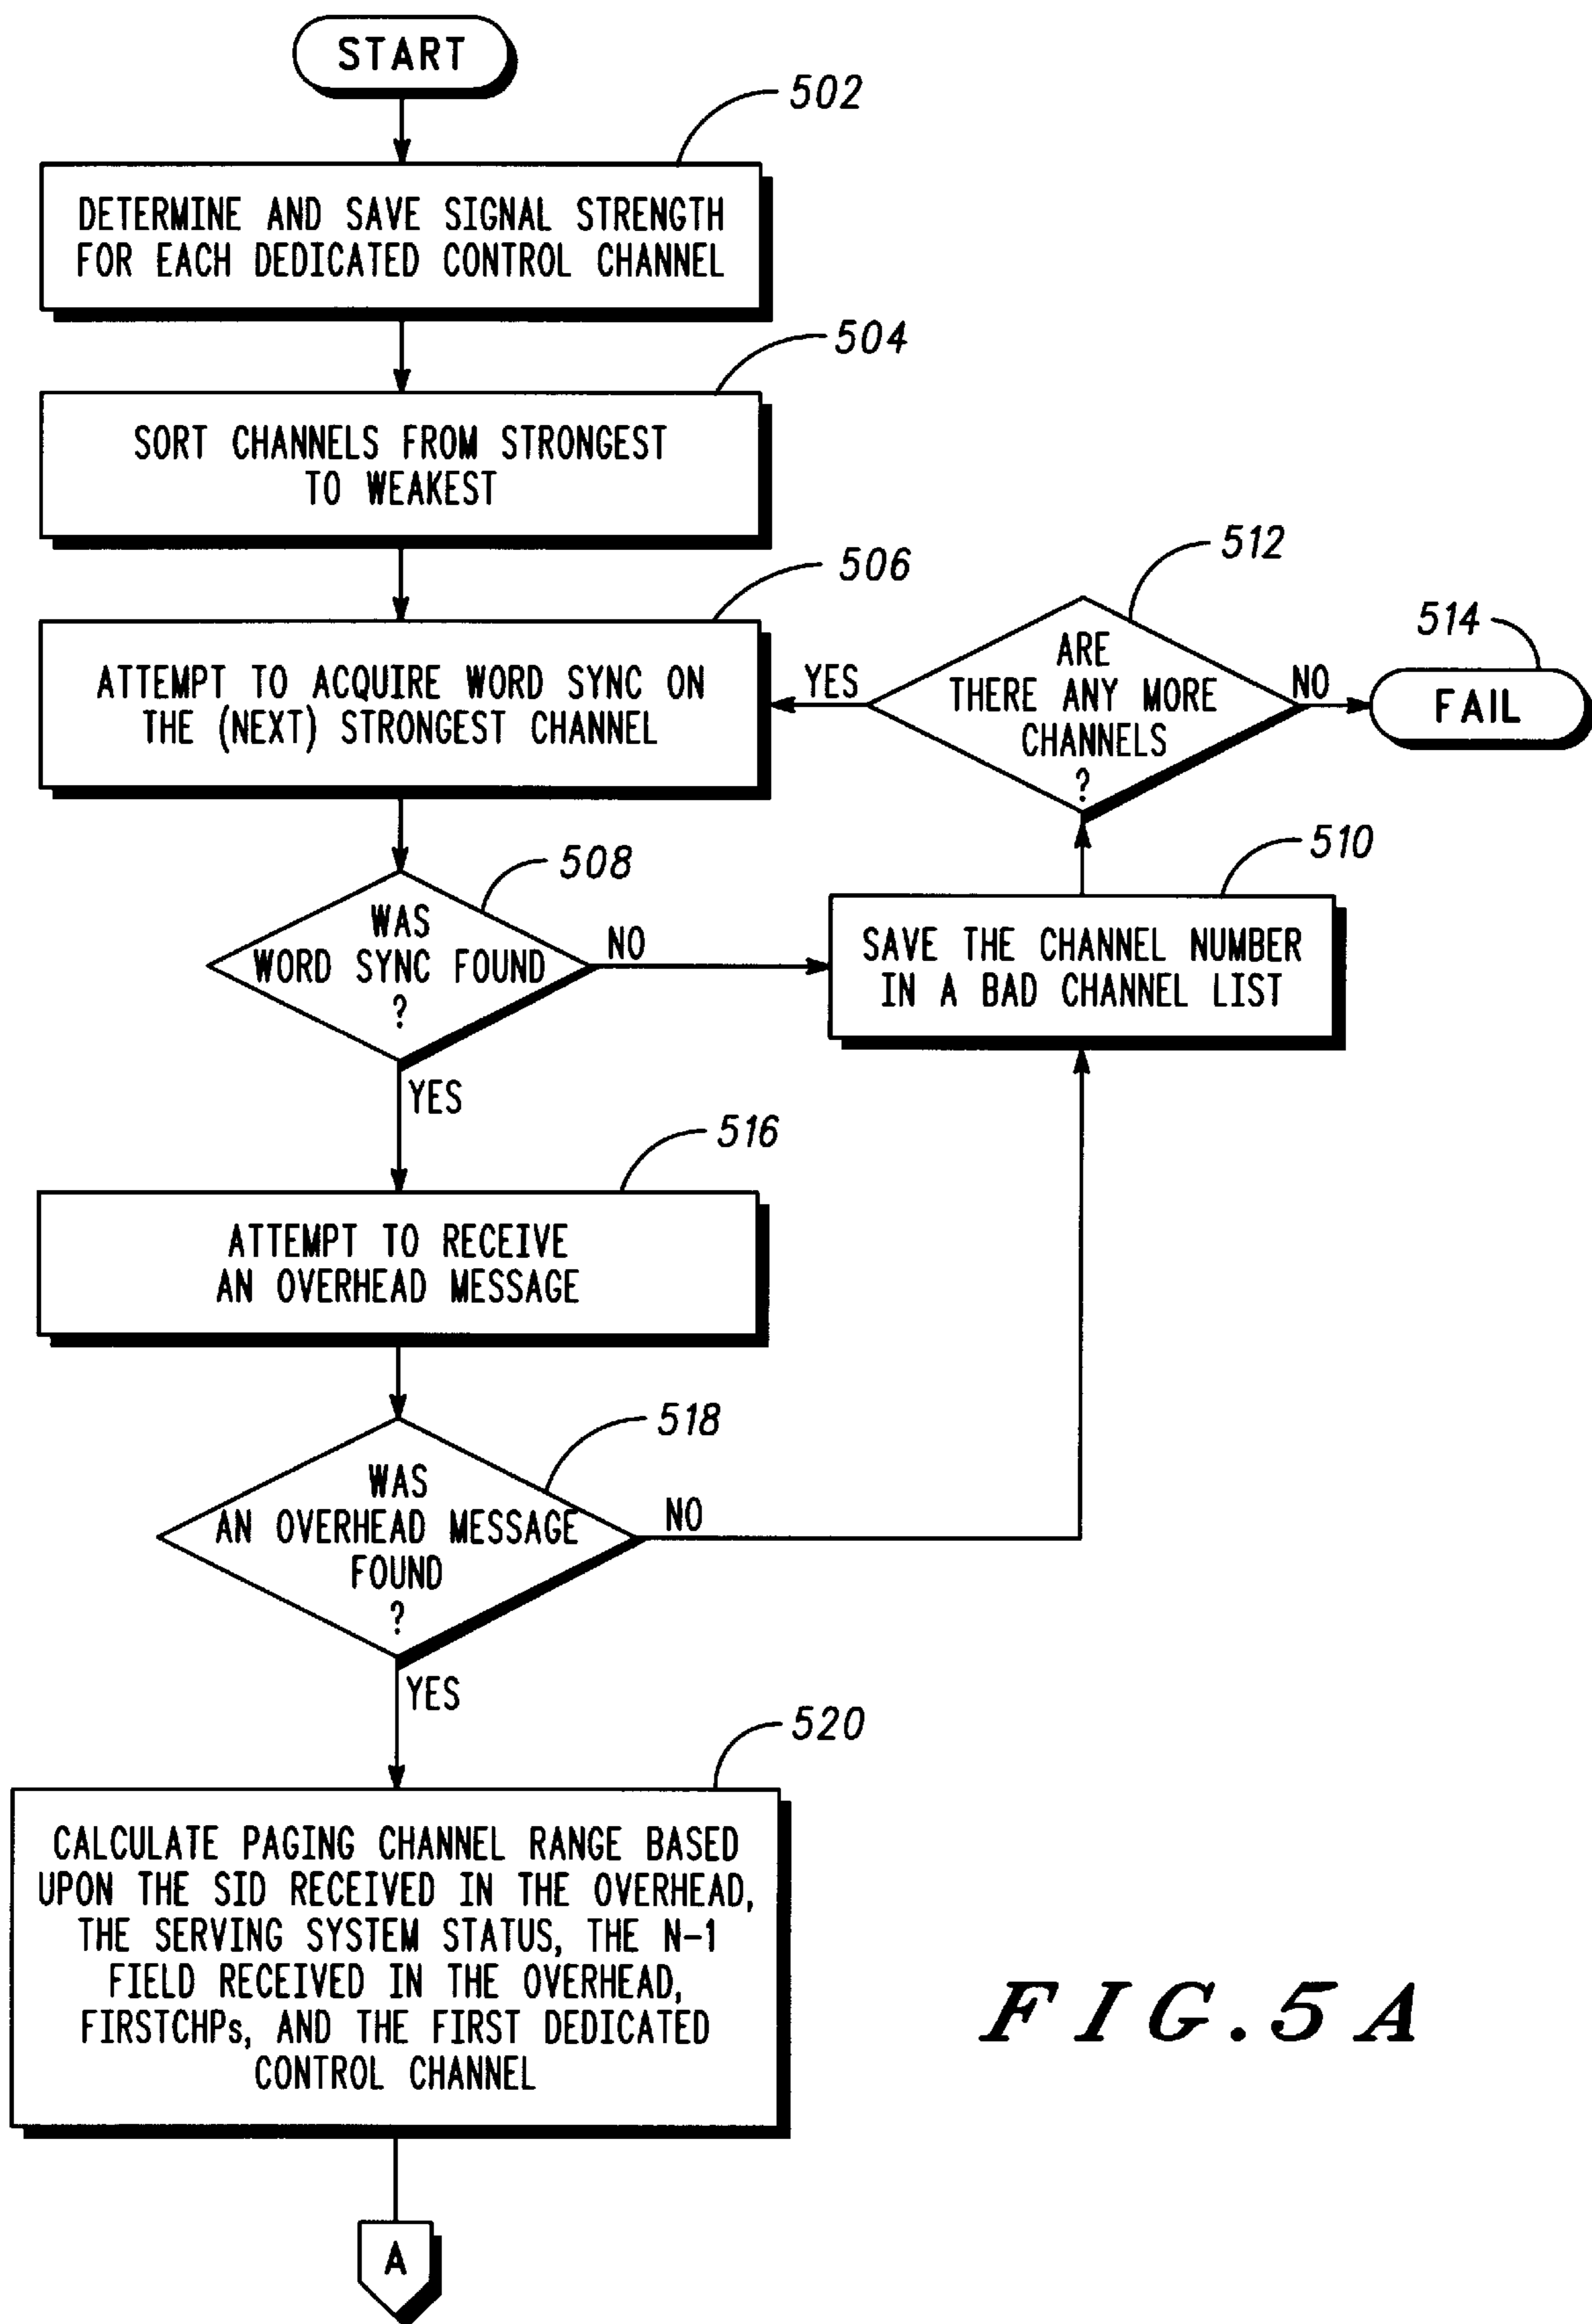 START
502
DETERMINE AND SAVE SIGNAL STRENGTH
FOR EACH DEDICATED CONTROL CHANNEL
504
SORT CHANNELS FROM STRONGEST
TO WEAKEST
506
ATTEMPT TO ACQUIRE WORD SYNC ON
THE (NEXT) STRONGEST CHANNEL
512
ARE
THERE ANY MORE
CHANNELS
?
YES
NO
514
FAIL
508
WAS
WORD SYNC FOUND
?
NO
YES
510
SAVE THE CHANNEL NUMBER
IN A BAD CHANNEL LIST
516
ATTEMPT TO RECEIVE
AN OVERHEAD MESSAGE
518
WAS
AN OVERHEAD MESSAGE
FOUND
?
NO
YES
520
CALCULATE PAGING CHANNEL RANGE BASED
UPON THE SID RECEIVED IN THE OVERHEAD,
THE SERVING SYSTEM STATUS, THE N-1
FIELD RECEIVED IN THE OVERHEAD,
FIRSTCHPs, AND THE FIRST DEDICATED
CONTROL CHANNEL
A
FIG.5A